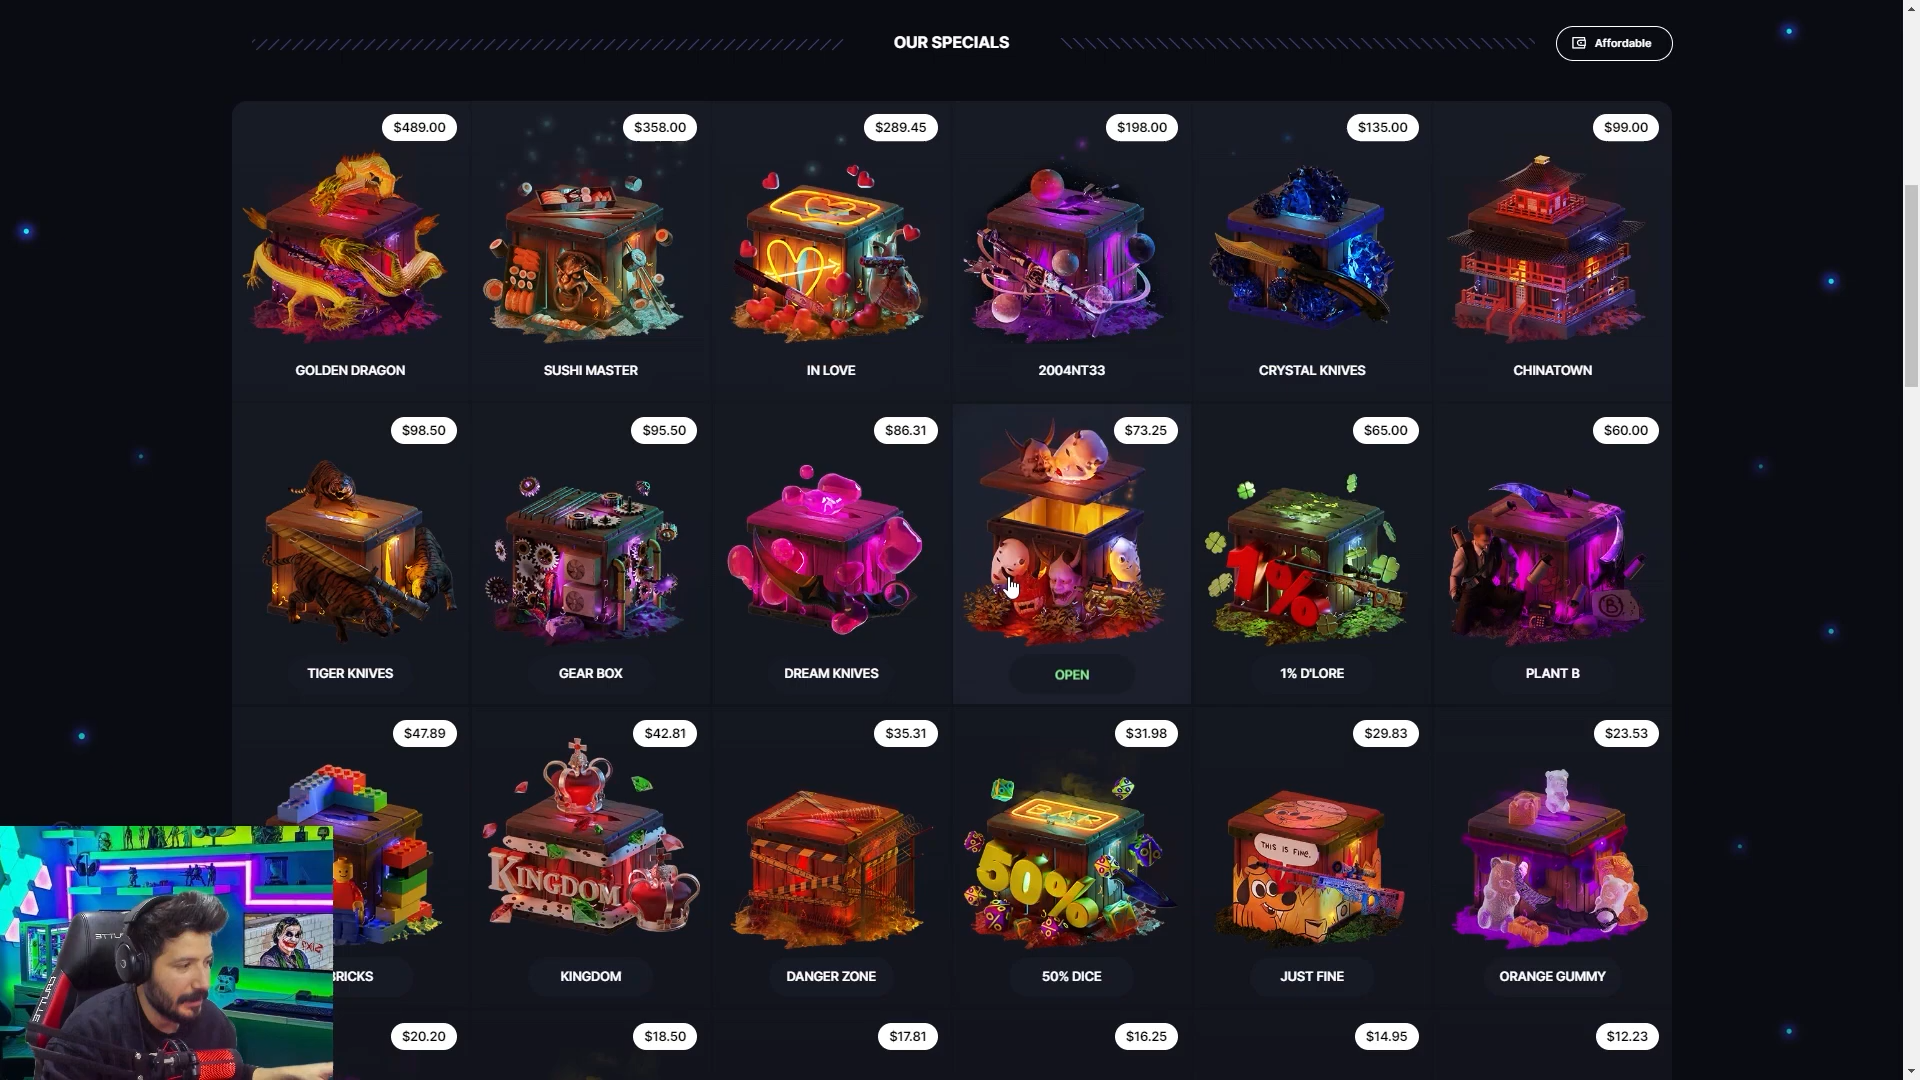 OUR SPECIALS
Affordable
$489.00
$358.00
$289.45
$198.00
$135.00
$99.00
GOLDEN DRAGON
SUSHI MASTER
IN LOVE
2004NT33
CRYSTAL KNIVES
CHINATOWN
$98.50
$95.50
$86.31
$73.25
$65.00
$60.00
1%
B
TIGER KNIVES
GEAR BOX
DREAM KNIVES
OPEN
1% D'LORE
PLANT B
$47.89
$42.81
$35.31
$31.98
$29.83
$23.53
KINGDOM
50%
THIS IS FINE.
BRICKS
KINGDOM
DANGER ZONE
50% DICE
JUST FINE
ORANGE GUMMY
$20.20
$18.50
$17.81
$16.25
$14.95
$12.23